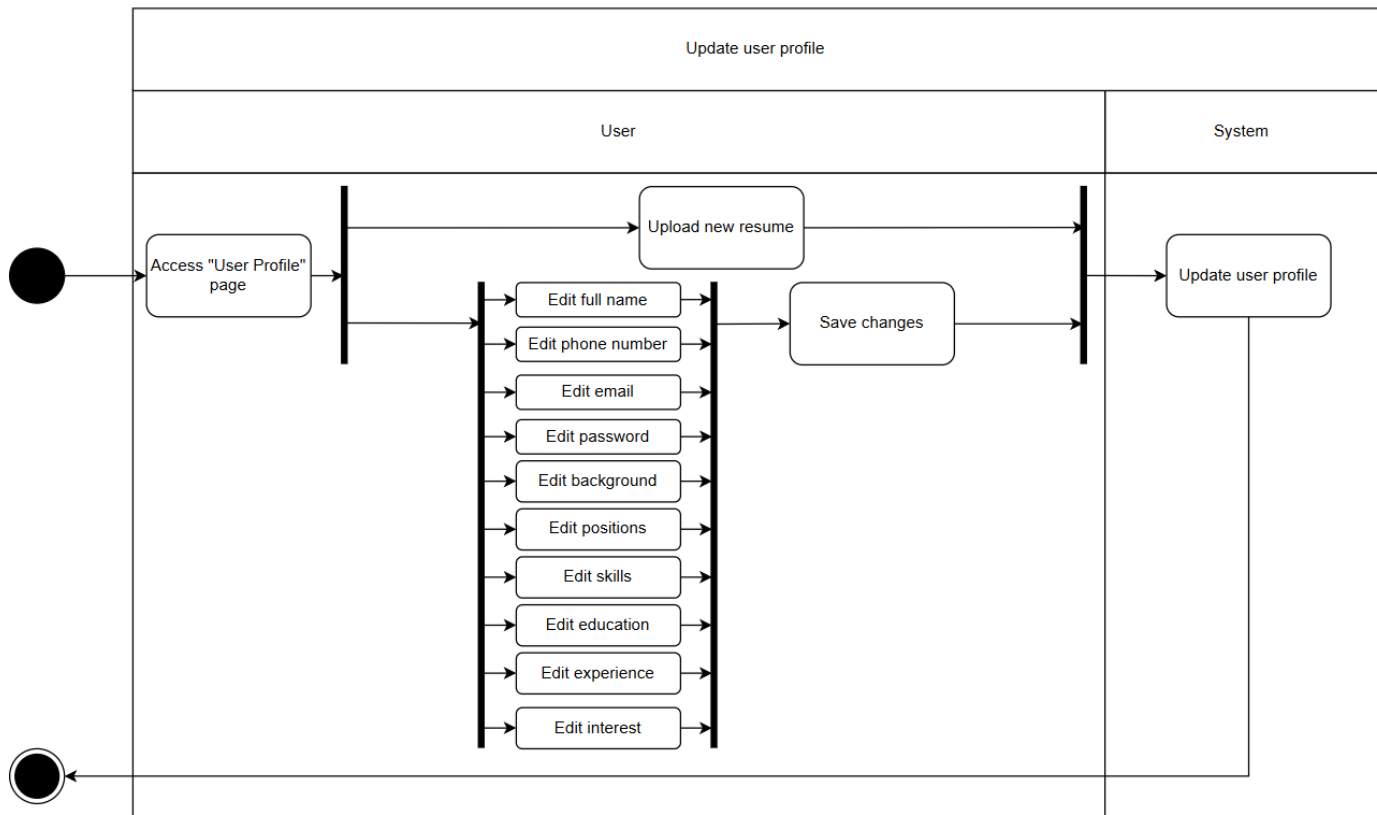 Update user profile
User
System
Access "User Profile"
page
Upload new resume
Edit full name
Edit phone number
Edit email
Edit password
Edit background
Edit positions
Edit skills
Edit education
Edit experience
Edit interest
Save changes
Update user profile